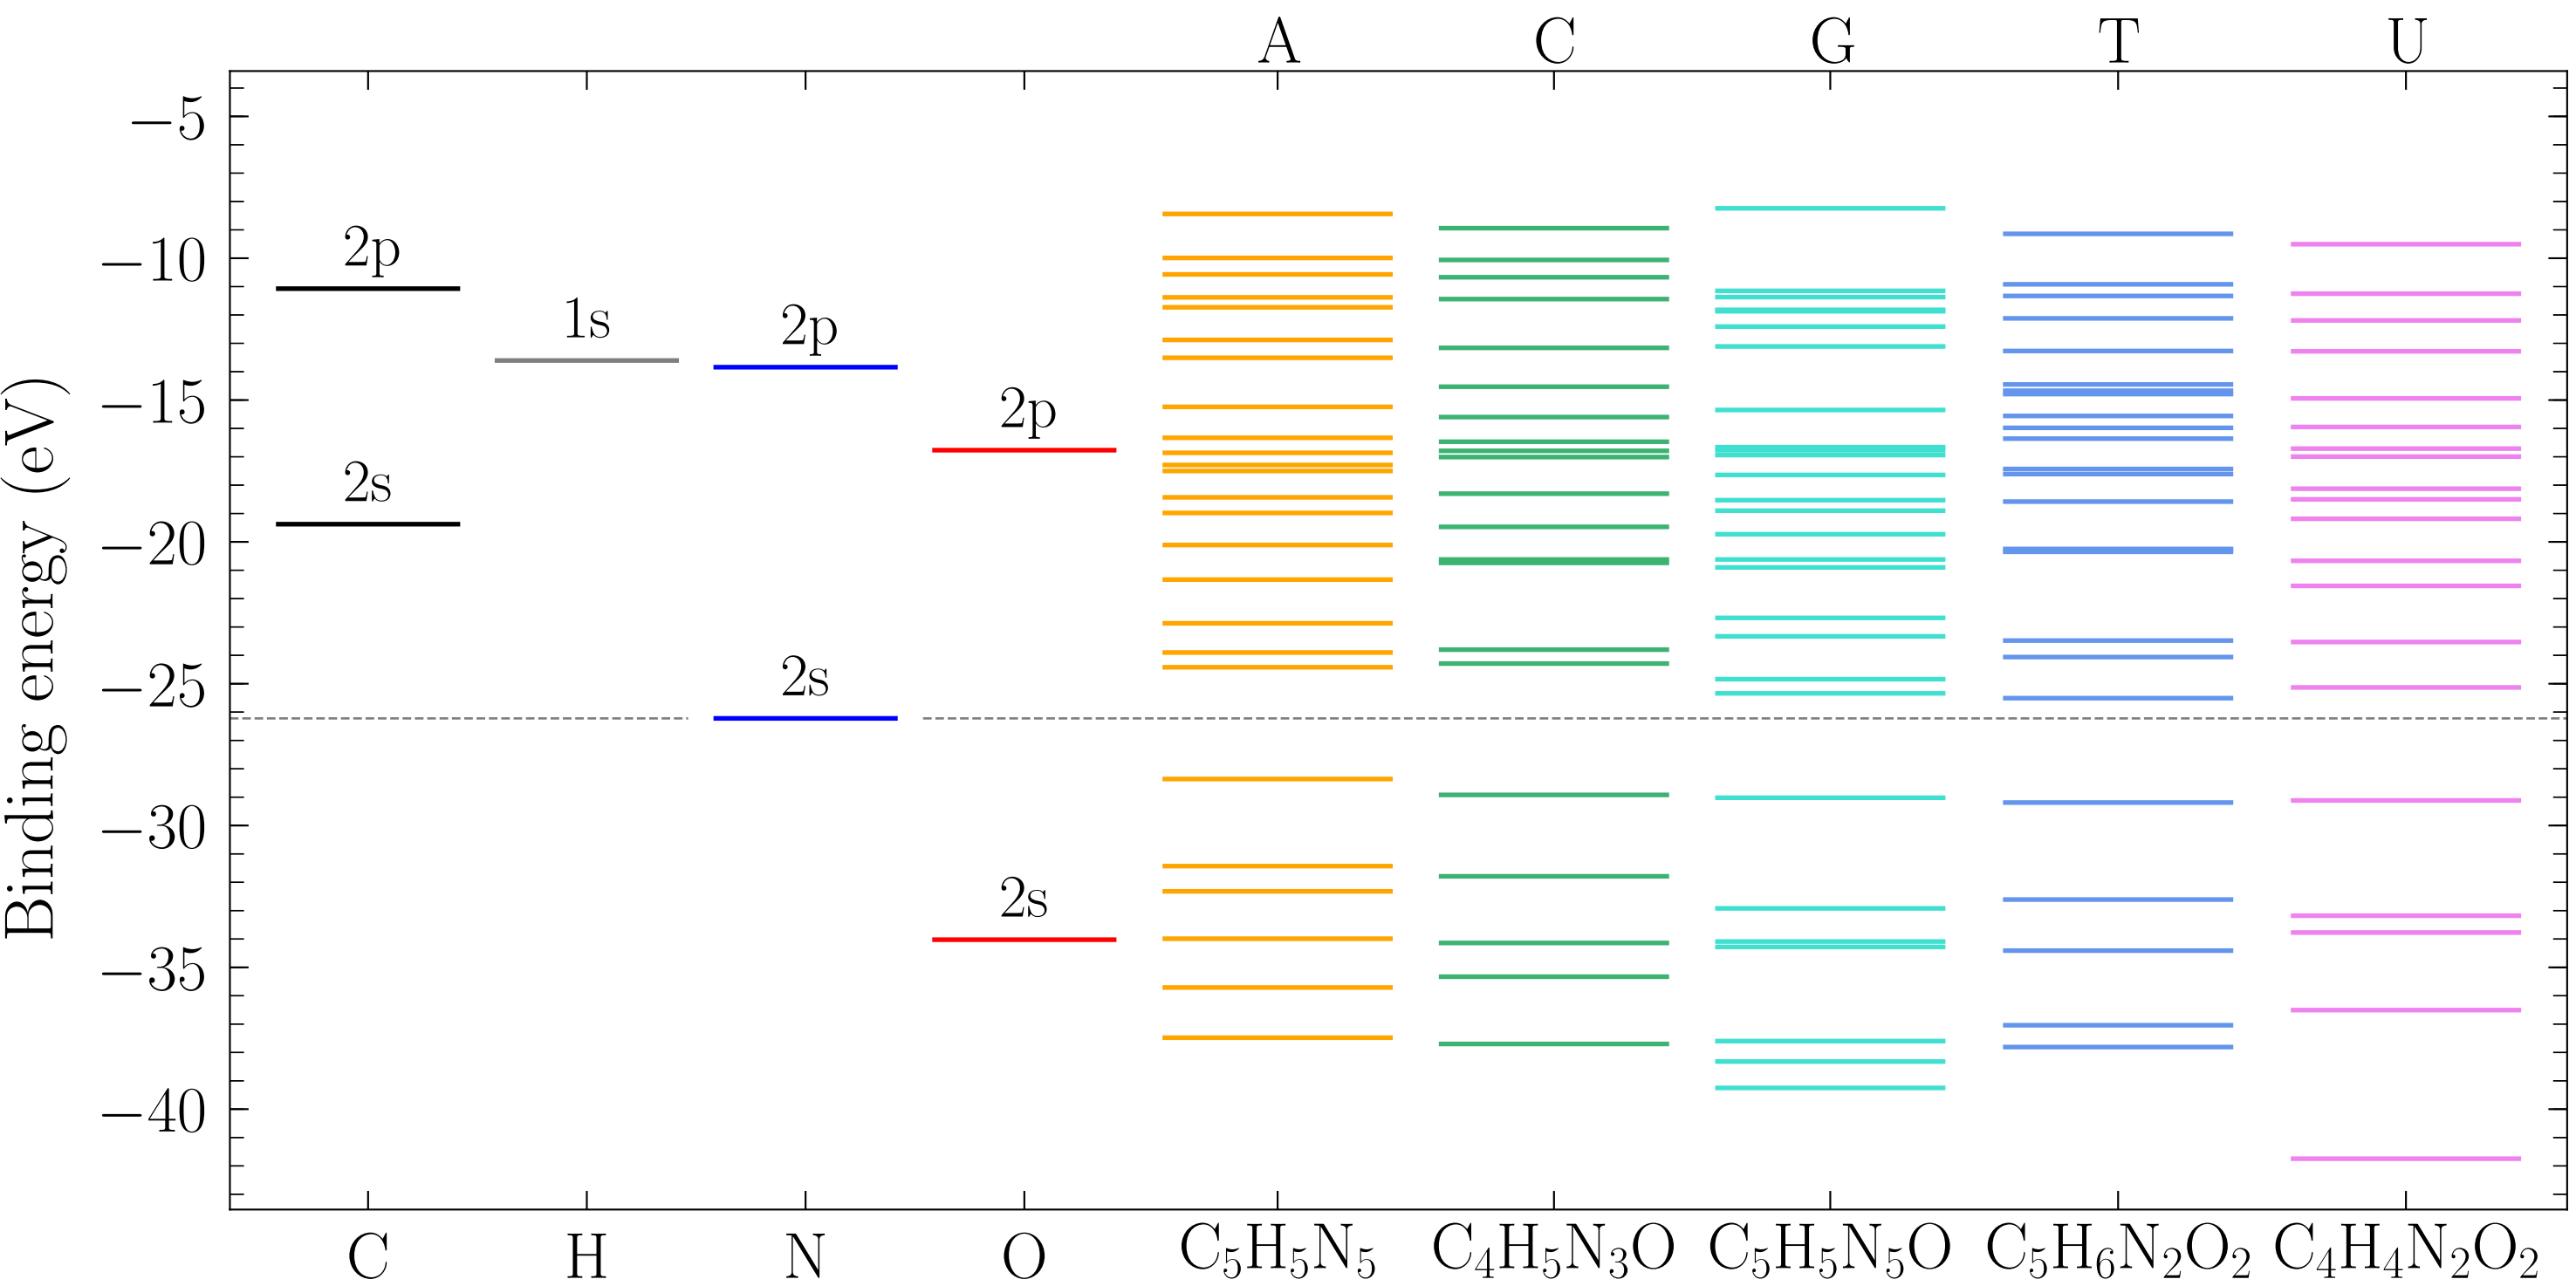 A C G T U
Binding energy (eV)
−5
−10
−15
−20
−25
−30
−35
−40
2p
2s
1s
2p
2s
2p
2s
C H N O C₅H₅N₅ C₄H₅N₃O C₅H₅N₅O C₅H₆N₂O₂ C₄H₄N₂O₂